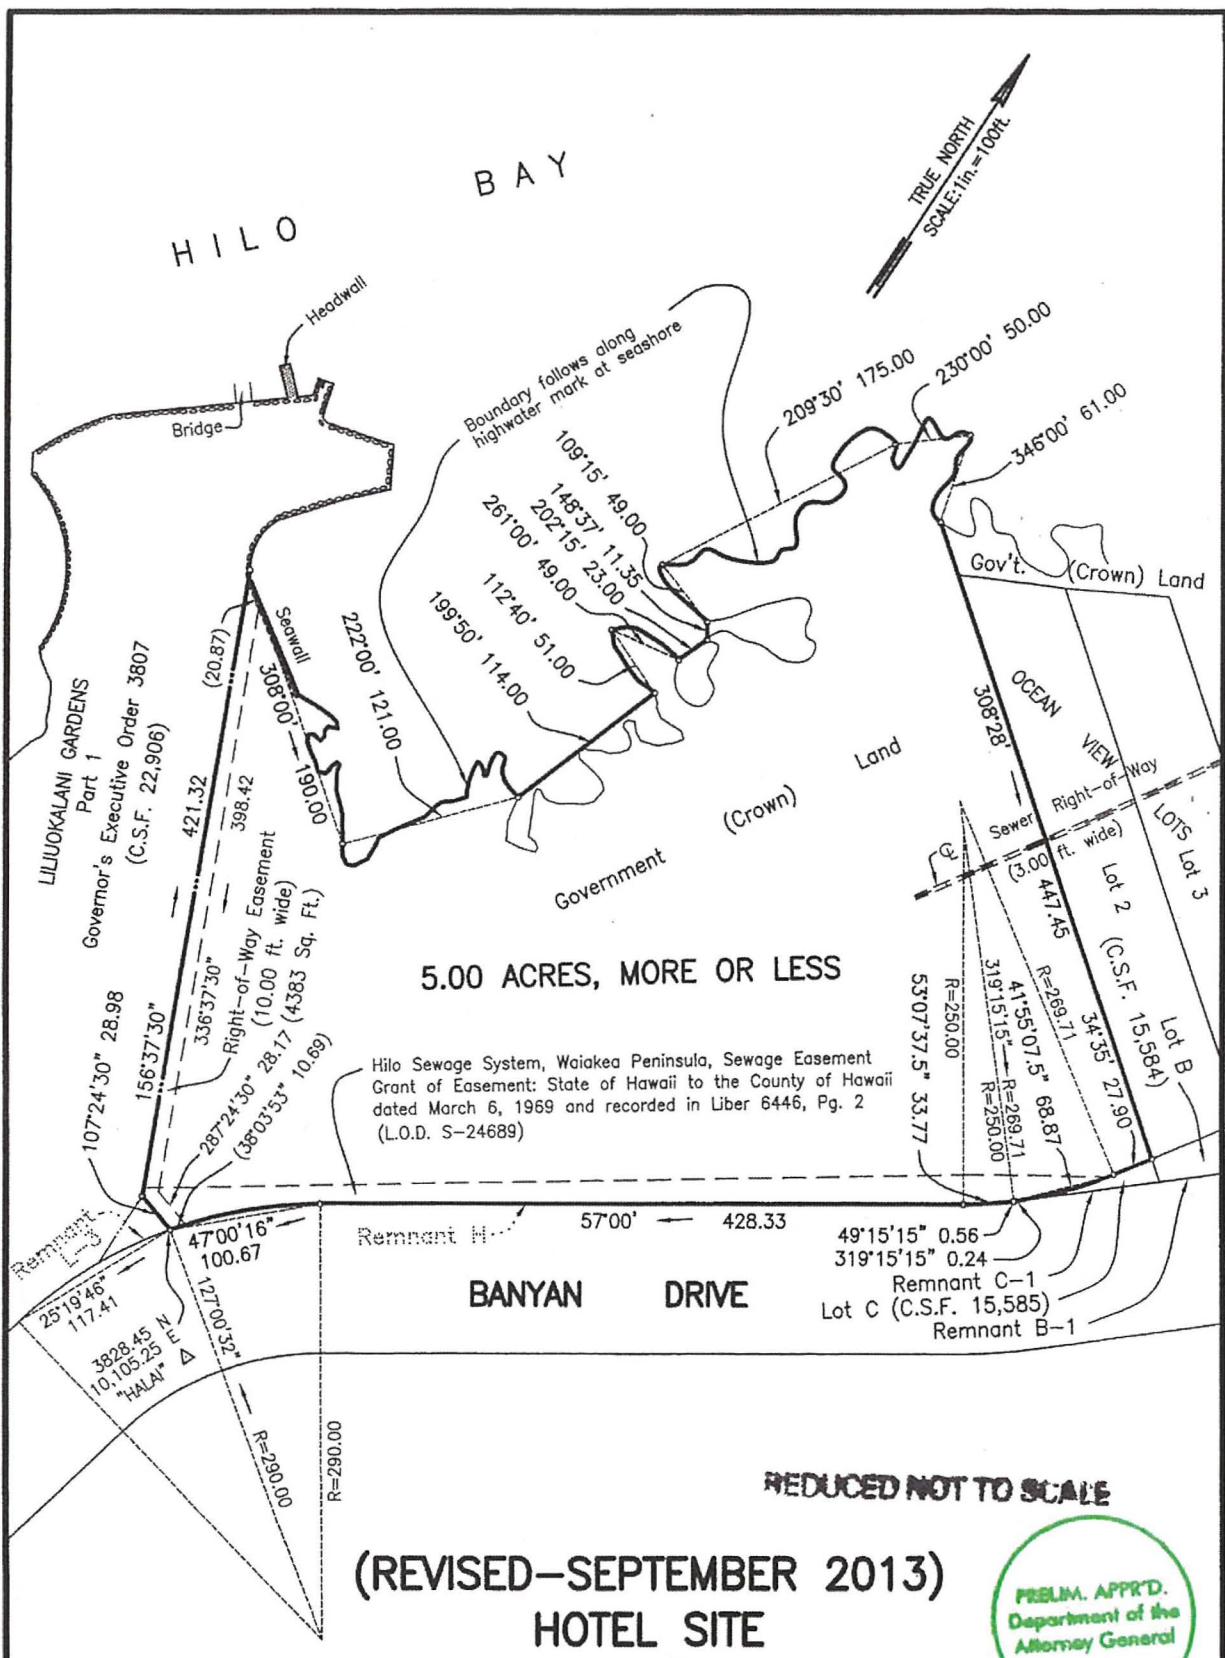 HILO BAY
TRUE NORTH
SCALE:1in.=100ft.
Headwall
Bridge
Boundary follows along
highwater mark at seashore
209°30' 175.00
230°00' 50.00
346°00' 61.00
109°15' 49.00
148°37' 11.35
202°15' 23.00
261°00' 49.00
112°40' 51.00
199°50' 114.00
222°00' 121.00
Seawall
308°00' 190.00
(20.87)
Gov't. (Crown) Land
LILIUOKALANI GARDENS
Part 1
Governor's Executive Order 3807
(C.S.F. 22,906)
421.32
398.42
156°37'30"
336°37'30"
Right-of-Way Easement
(10.00 ft. wide)
(4383 Sq. Ft.)
107°24'30" 28.98
287°24'30" 28.17
(38°03'53" 10.69)
Government (Crown) Land
308°28'
447.45
OCEAN VIEW LOTS
Lot 3
Sewer Right-of-Way
(3.00 ft. wide)
℄
Lot 2 (C.S.F. 15,584)
Lot B
5.00 ACRES, MORE OR LESS
Hilo Sewage System, Waiakea Peninsula, Sewage Easement
Grant of Easement: State of Hawaii to the County of Hawaii
dated March 6, 1969 and recorded in Liber 6446, Pg. 2
(L.O.D. S-24689)
53°07'37.5" 33.77
R=250.00
319°15'15"
R=250.00
R=269.71
41°55'07.5" 68.87
R=269.71
34°35' 27.90
Remnant L-3
47°00'16"
100.67
Remnant H
57°00' 428.33
49°15'15" 0.56
319°15'15" 0.24
Remnant C-1
Lot C (C.S.F. 15,585)
Remnant B-1
BANYAN DRIVE
25°19'46"
117.41
3828.45 N
10,105.25 E
"HALAI"
127°00'32"
R=290.00
R=290.00
REDUCED NOT TO SCALE
(REVISED-SEPTEMBER 2013)
HOTEL SITE
PRELIM. APPR'D.
Department of the
Attorney General